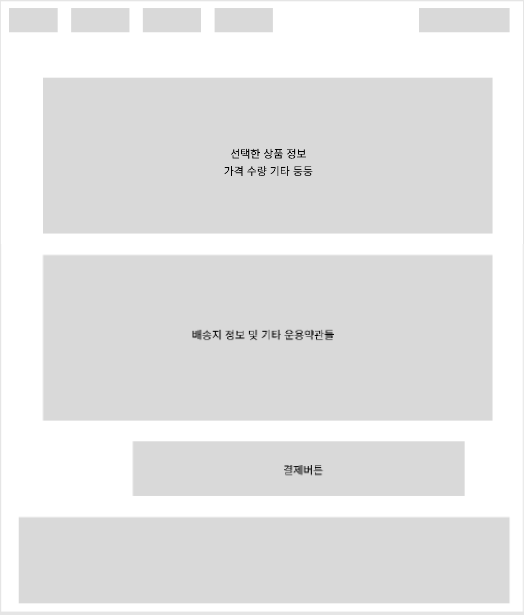 선택한 상품 정보
가격 수량 기타 등등
배송지 정보 및 기타 운용약관들
결제버튼